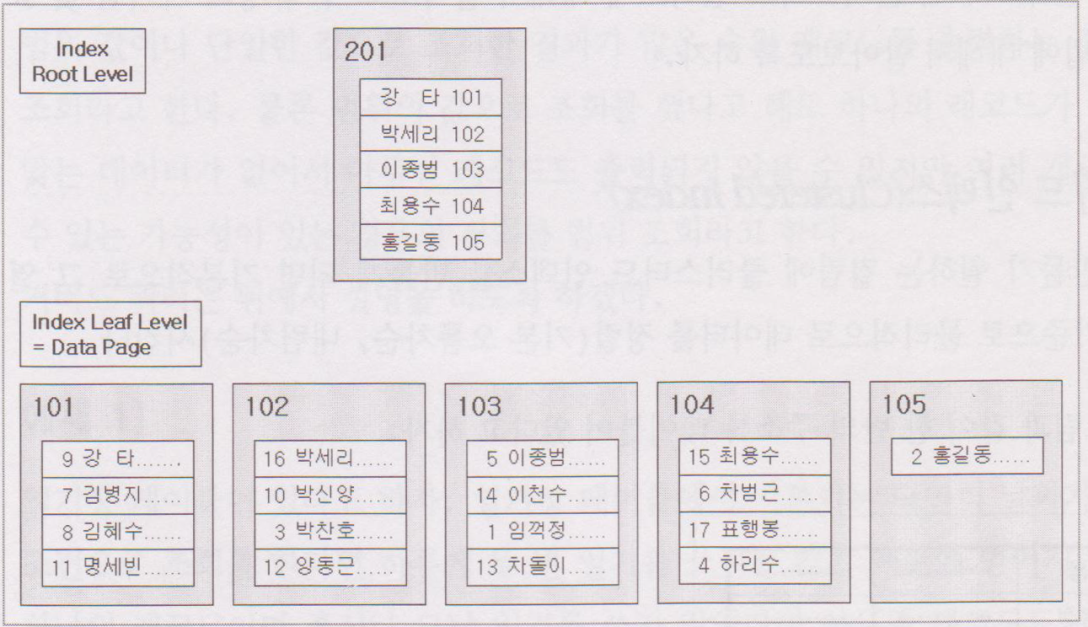 Index
Root Level
201
강 타 101
박세리 102
이종범 103
최용수 104
홍길동 105
Index Leaf Level
= Data Page
101
9 강 타.......
7 김병지......
8 김혜수......
11 명세빈......
102
16 박세리......
10 박신양......
3 박찬호......
12 양동근......
103
5 이종범......
14 이천수......
1 임꺽정......
13 차돌이......
104
15 최용수......
6 차범근......
17 표행봉......
4 하리수......
105
2 홍길동......